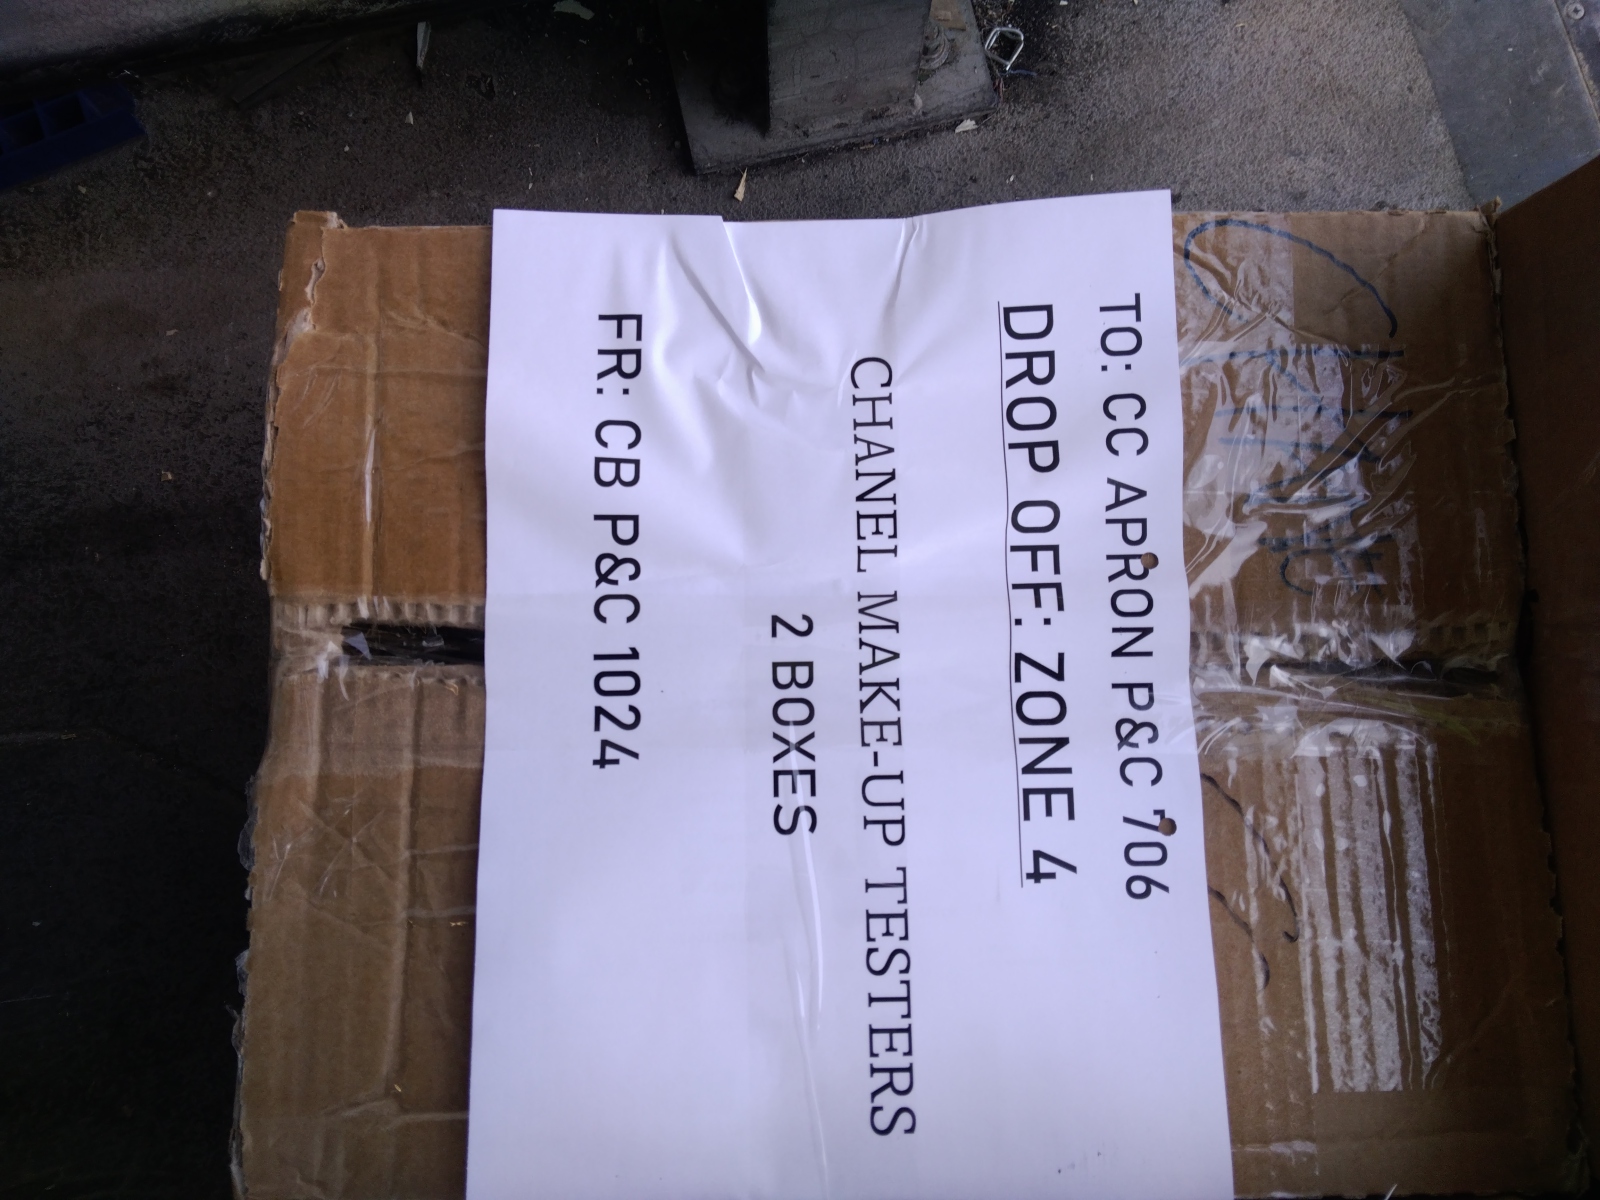 TO: CC APRON P&C 706
DROP OFF: ZONE 4
CHANEL MAKE-UP TESTERS
2 BOXES
FR: CB P&C 1024